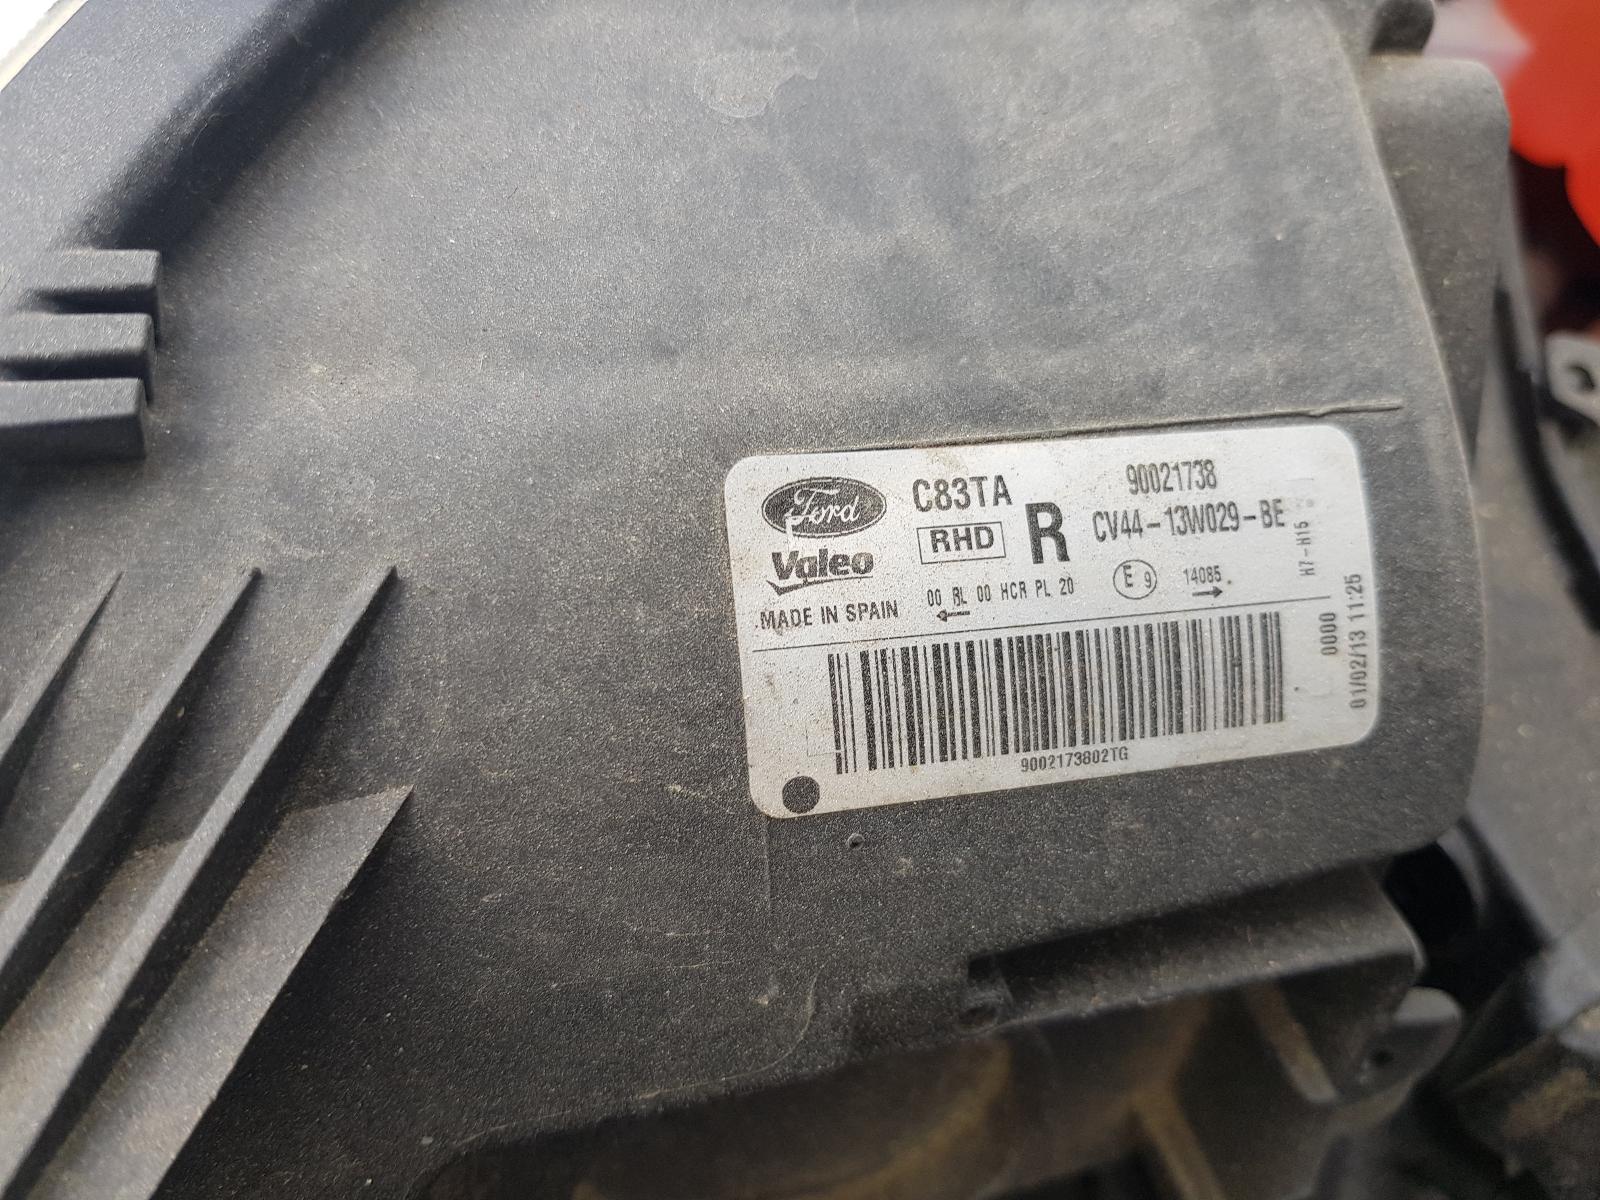 Ford
Valeo
MADE IN SPAIN
C83TA
RHD
R
90021738
CV44-13W029-BE
00 RL 00 HCR PL 20
E 9
14085
H7-H15
0000
01/02/13 11:25
9002173802TG